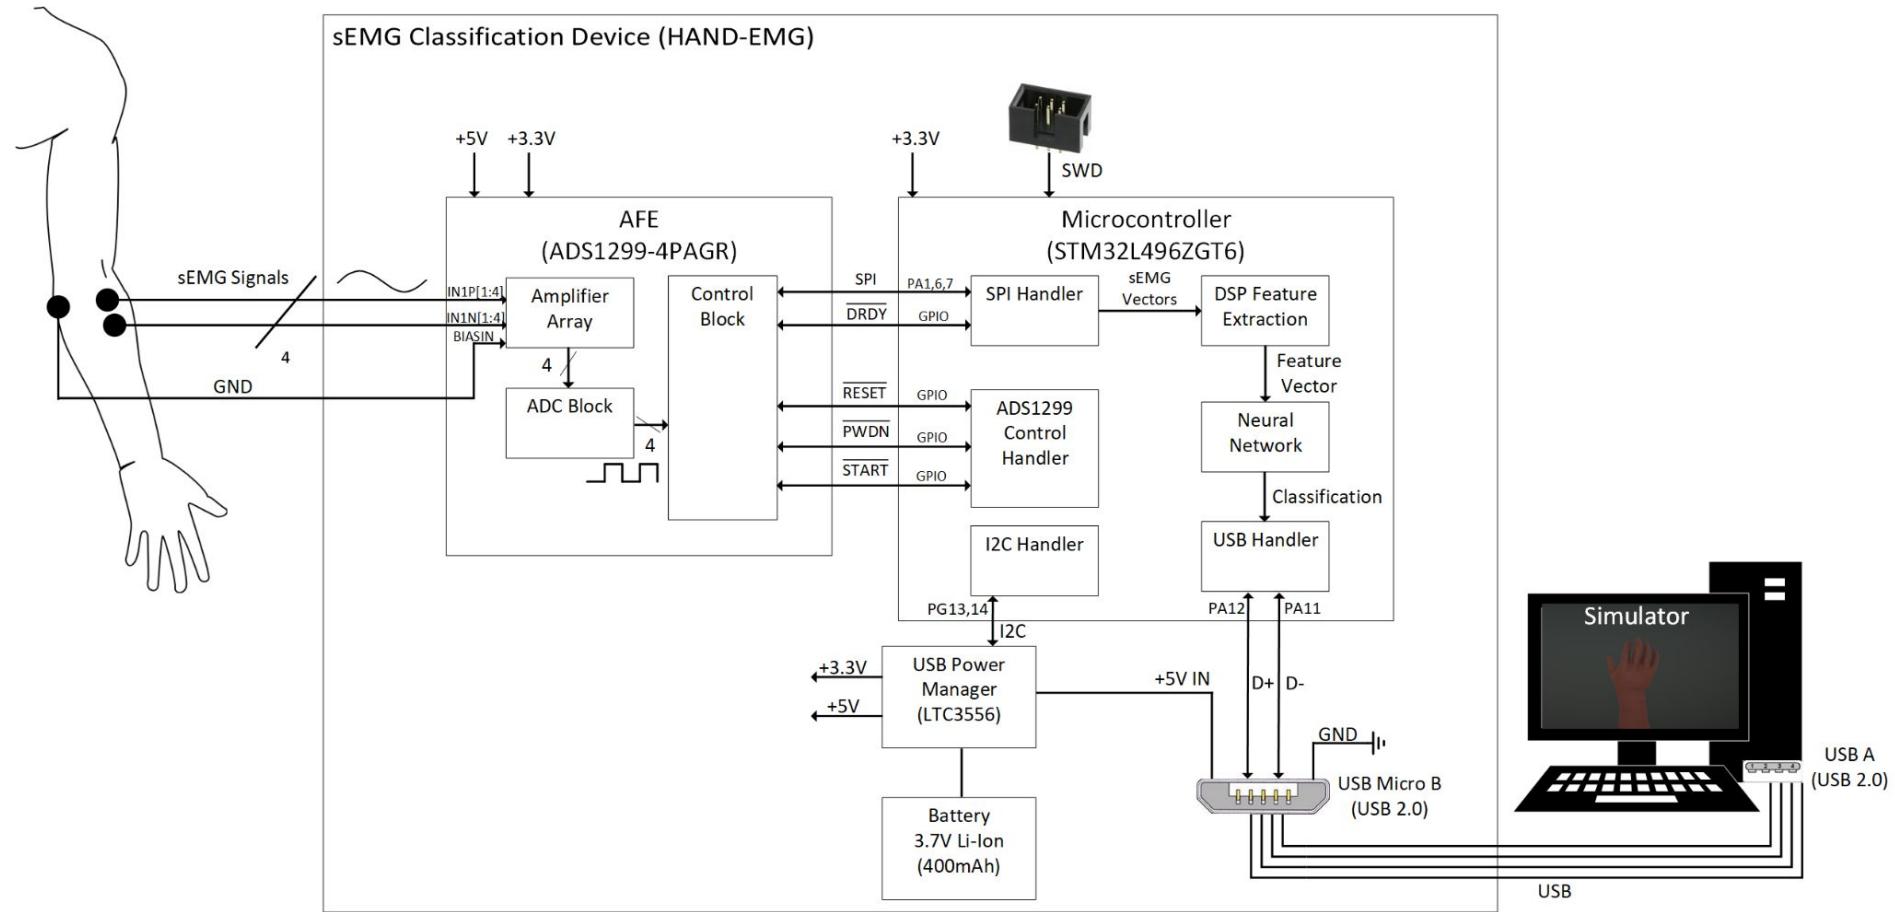 sEMG Classification Device (HAND-EMG)
SWD
+5V
+3.3V
+3.3V
AFE
(ADS1299-4PAGR)
Microcontroller
(STM32L496ZGT6)
sEMG Signals
4
IN1P[1:4]
IN1N[1:4]
BIASIN
GND
Amplifier
Array
4
ADC Block
4
Control
Block
SPI
PA1,6,7
DRDY
GPIO
RESET
GPIO
PWDN
GPIO
START
GPIO
SPI Handler
sEMG
Vectors
DSP Feature
Extraction
Feature
Vector
ADS1299
Control
Handler
Neural
Network
Classification
I2C Handler
USB Handler
PG13,14
I2C
PA12
PA11
USB Power
Manager
(LTC3556)
+3.3V
+5V
+5V IN
D+
D-
GND
Battery
3.7V Li-Ion
(400mAh)
USB Micro B
(USB 2.0)
Simulator
USB A
(USB 2.0)
1 2 3 4
USB